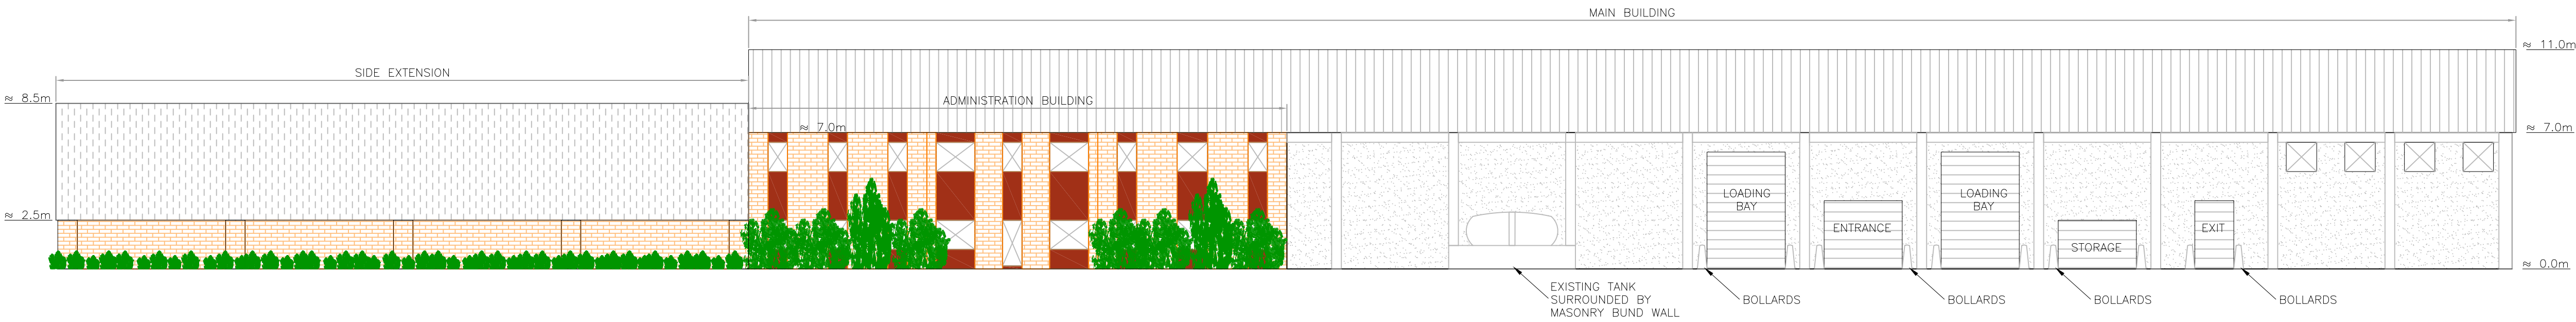 MAIN BUILDING
≈ 11.0m
SIDE EXTENSION
≈ 8.5m
ADMINISTRATION BUILDING
≈ 7.0m
≈ 7.0m
LOADING
BAY
LOADING
BAY
≈ 2.5m
ENTRANCE
EXIT
STORAGE
≈ 0.0m
EXISTING TANK
SURROUNDED BY
MASONRY BUND WALL
BOLLARDS
BOLLARDS
BOLLARDS
BOLLARDS